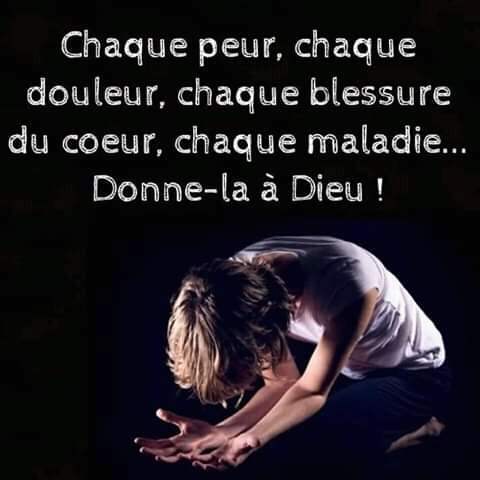 Chaque peur, chaque
douleur, chaque blessure
du coeur, chaque maladie...
Donne-la à Dieu !